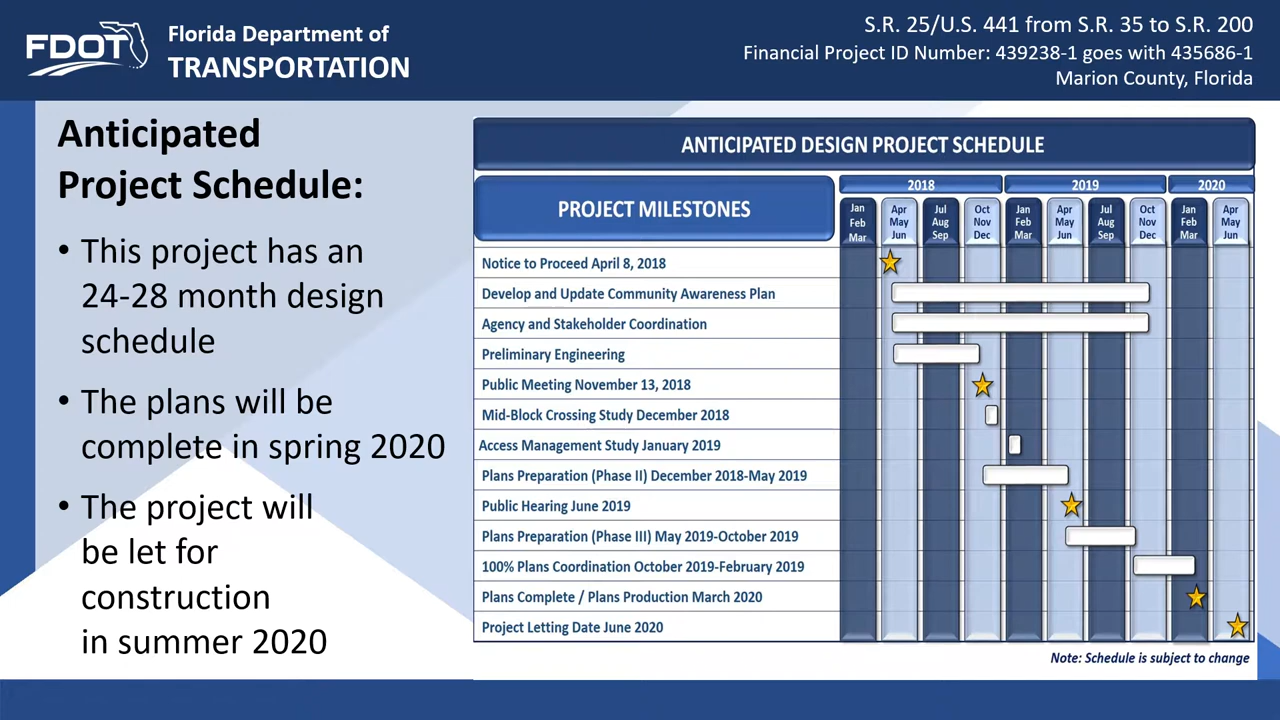 FDOT
Florida Department of
TRANSPORTATION
S.R. 25/U.S. 441 from S.R. 35 to S.R. 200
Financial Project ID Number: 439238-1 goes with 435686-1
Marion County, Florida
Anticipated
Project Schedule:
• This project has an
24-28 month design
schedule
• The plans will be
complete in spring 2020
• The project will
be let for
construction
in summer 2020
ANTICIPATED DESIGN PROJECT SCHEDULE
PROJECT MILESTONES
2018 2019 2020
Jan Apr Jul Oct Jan Apr Jul Oct Jan Apr
Feb May Aug Nov Feb May Aug Nov Feb May
Mar Jun Sep Dec Mar Jun Sep Dec Mar Jun
Notice to Proceed April 8, 2018
Develop and Update Community Awareness Plan
Agency and Stakeholder Coordination
Preliminary Engineering
Public Meeting November 13, 2018
Mid-Block Crossing Study December 2018
Access Management Study January 2019
Plans Preparation (Phase II) December 2018-May 2019
Public Hearing June 2019
Plans Preparation (Phase III) May 2019-October 2019
100% Plans Coordination October 2019-February 2019
Plans Complete / Plans Production March 2020
Project Letting Date June 2020
Note: Schedule is subject to change